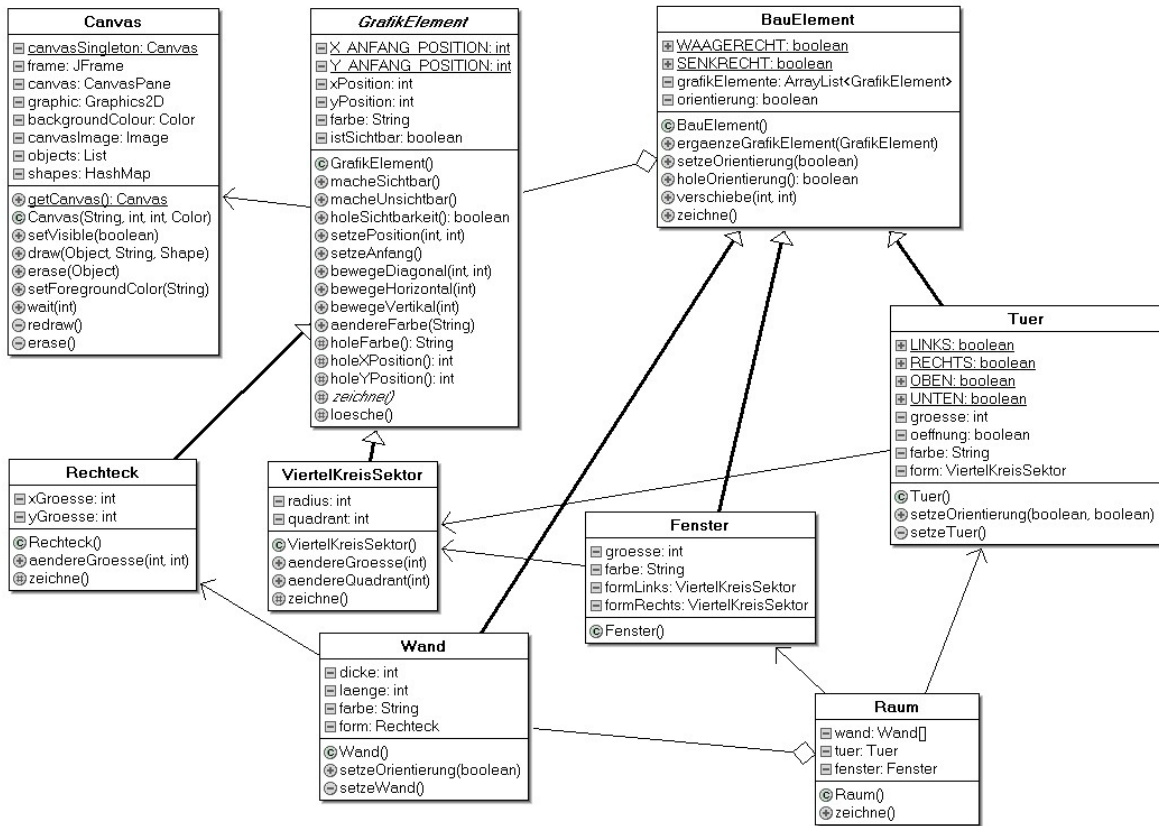 Canvas
canvasSingleton: Canvas
frame: JFrame
canvas: CanvasPane
graphic: Graphics2D
backgroundColour: Color
canvasImage: Image
objects: List
shapes: HashMap
getCanvas(): Canvas
Canvas(String, int, int, Color)
setVisible(boolean)
draw(Object, String, Shape)
erase(Object)
setForegroundColor(String)
wait(int)
redraw()
erase()
GrafikElement
X_ANFANG_POSITION: int
Y_ANFANG_POSITION: int
xPosition: int
yPosition: int
farbe: String
istSichtbar: boolean
GrafikElement()
macheSichtbar()
macheUnsichtbar()
holeSichtbarkeit(): boolean
setzePosition(int, int)
setzeAnfang()
bewegeDiagonal(int, int)
bewegeHorizontal(int)
bewegeVertikal(int)
aendereFarbe(String)
holeFarbe(): String
holeXPosition(): int
holeYPosition(): int
zeichne()
loesche()
BauElement
WAAGERECHT: boolean
SENKRECHT: boolean
grafikElemente: ArrayList<GrafikElement>
orientierung: boolean
BauElement()
ergaenzeGrafikElement(GrafikElement)
setzeOrientierung(boolean)
holeOrientierung(): boolean
verschiebe(int, int)
zeichne()
Tuer
LINKS: boolean
RECHTS: boolean
OBEN: boolean
UNTEN: boolean
groesse: int
oeffnung: boolean
farbe: String
form: ViertelKreisSektor
Tuer()
setzeOrientierung(boolean, boolean)
setzeTuer()
Rechteck
xGroesse: int
yGroesse: int
Rechteck()
aendereGroesse(int, int)
zeichne()
ViertelKreisSektor
radius: int
quadrant: int
ViertelKreisSektor()
aendereGroesse(int)
aendereQuadrant(int)
zeichne()
Fenster
groesse: int
farbe: String
formLinks: ViertelKreisSektor
formRechts: ViertelKreisSektor
Fenster()
Wand
dicke: int
laenge: int
farbe: String
form: Rechteck
Wand()
setzeOrientierung(boolean)
setzeWand()
Raum
wand: Wand[]
tuer: Tuer
fenster: Fenster
Raum()
zeichne()